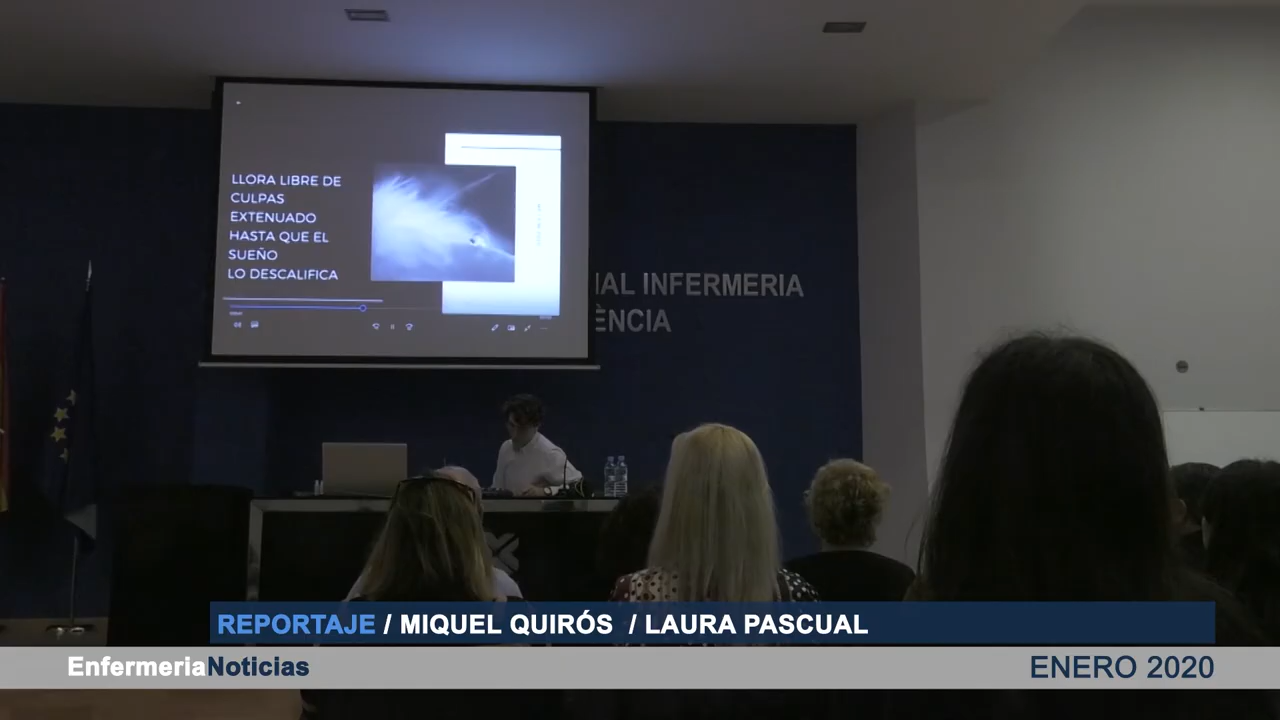 LLORA LIBRE DE
CULPAS
EXTENUADO
HASTA QUE EL
SUEÑO
LO DESCALIFICA
IAL INFERMERIA
ÈNCIA
REPORTAJE / MIQUEL QUIRÓS / LAURA PASCUAL
EnfermeriaNoticias
ENERO 2020